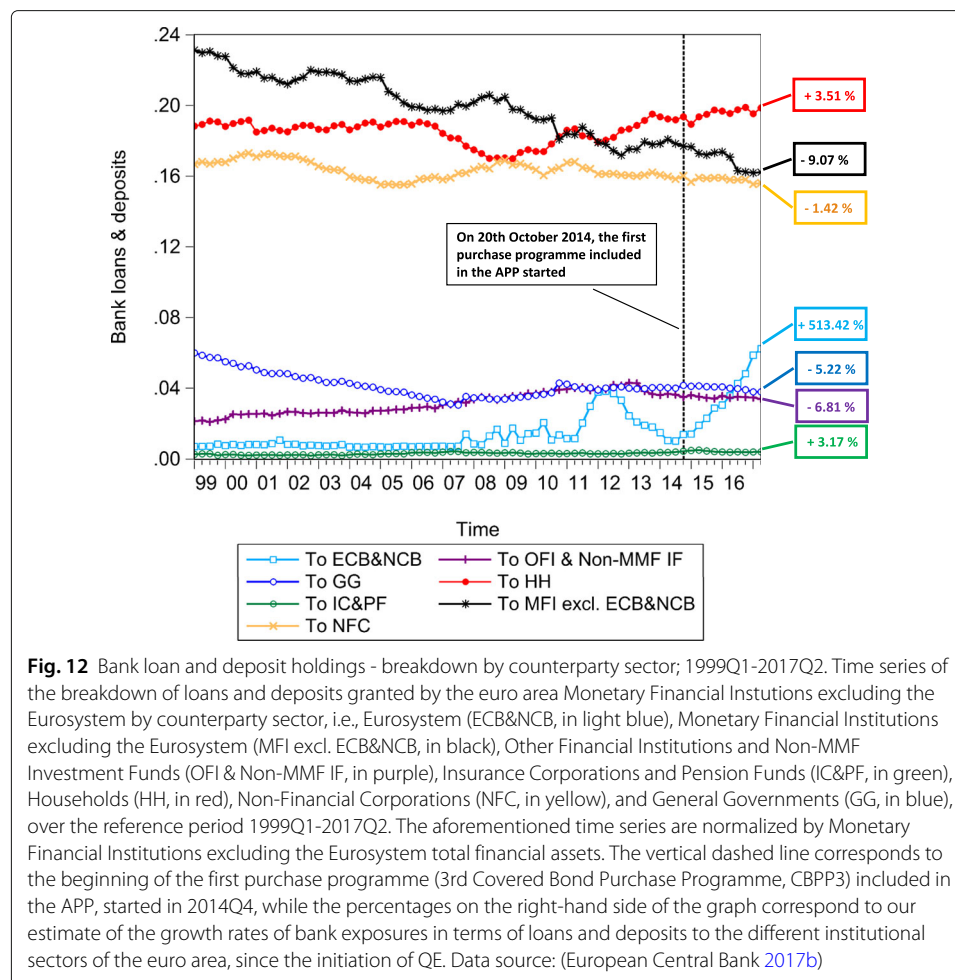 .24
.20
.16
.12
.08
.04
.00
Bank loans & deposits
+ 3.51 %
- 9.07 %
- 1.42 %
On 20th October 2014, the first
purchase programme included
in the APP started
+ 513.42 %
- 5.22 %
- 6.81 %
+ 3.17 %
99 00 01 02 03 04 05 06 07 08 09 10 11 12 13 14 15 16
Time
To ECB&NCB
To OFI & Non-MMF IF
To GG
To HH
To IC&PF
To MFI excl. ECB&NCB
To NFC
Fig. 12 Bank loan and deposit holdings - breakdown by counterparty sector; 1999Q1-2017Q2. Time series of
the breakdown of loans and deposits granted by the euro area Monetary Financial Instutions excluding the
Eurosystem by counterparty sector, i.e., Eurosystem (ECB&NCB, in light blue), Monetary Financial Institutions
excluding the Eurosystem (MFI excl. ECB&NCB, in black), Other Financial Institutions and Non-MMF
Investment Funds (OFI & Non-MMF IF, in purple), Insurance Corporations and Pension Funds (IC&PF, in green),
Households (HH, in red), Non-Financial Corporations (NFC, in yellow), and General Governments (GG, in blue),
over the reference period 1999Q1-2017Q2. The aforementioned time series are normalized by Monetary
Financial Institutions excluding the Eurosystem total financial assets. The vertical dashed line corresponds to
the beginning of the first purchase programme (3rd Covered Bond Purchase Programme, CBPP3) included in
the APP, started in 2014Q4, while the percentages on the right-hand side of the graph correspond to our
estimate of the growth rates of bank exposures in terms of loans and deposits to the different institutional
sectors of the euro area, since the initiation of QE. Data source: (European Central Bank 2017b)